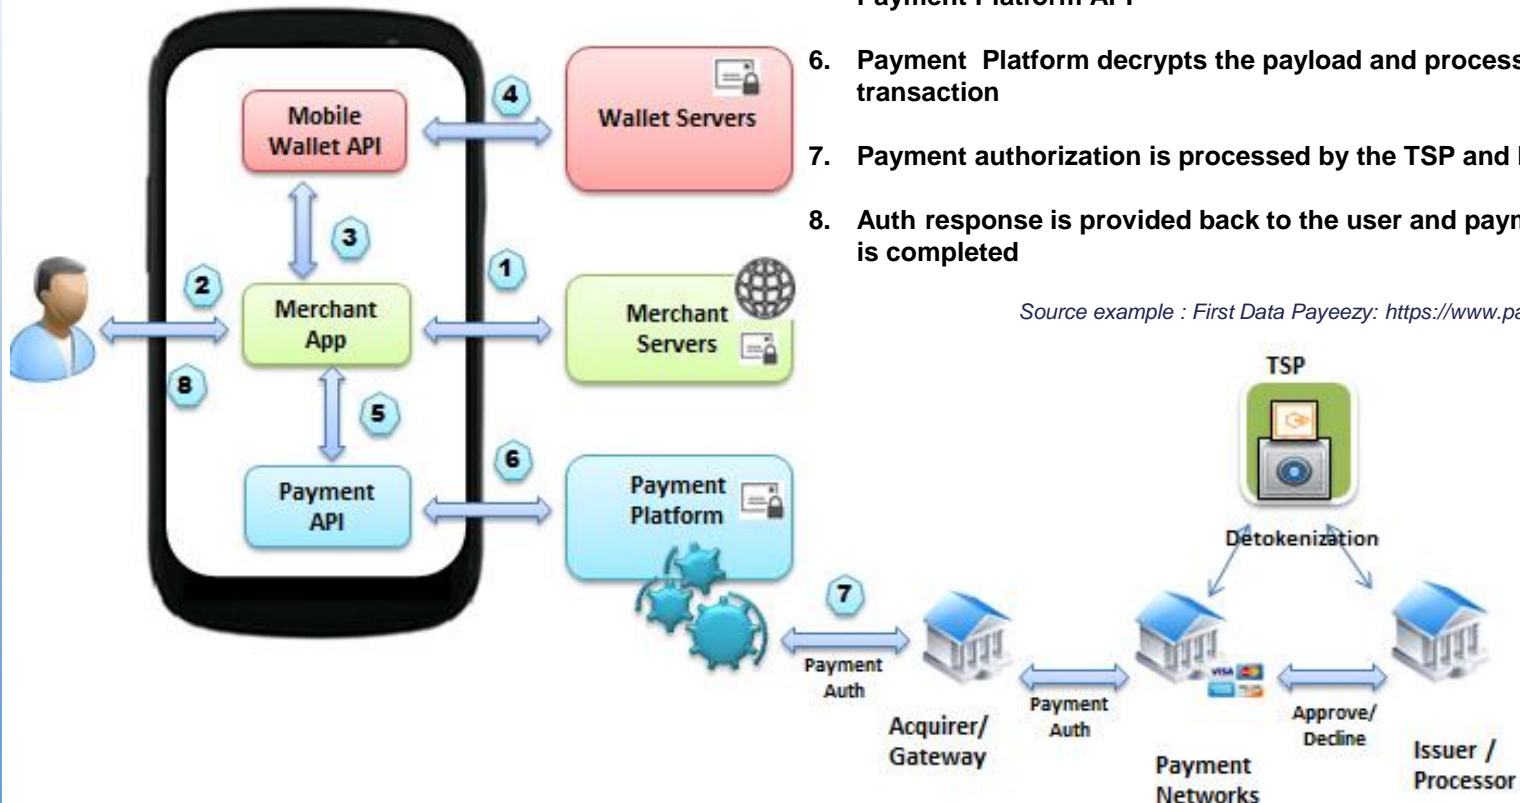 Payment Platform API
6. Payment Platform decrypts the payload and process
transaction
7. Payment authorization is processed by the TSP and
8. Auth response is provided back to the user and paym
is completed
Source example : First Data Payeezy: https://www.pa
Mobile
Wallet API
4
Wallet Servers
3
1
2
Merchant
App
Merchant
Servers
8
5
6
Payment
API
Payment
Platform
TSP
Detokenization
7
Payment
Auth
Acquirer/
Gateway
Payment
Auth
VISA
Payment
Networks
Approve/
Decline
Issuer /
Processor